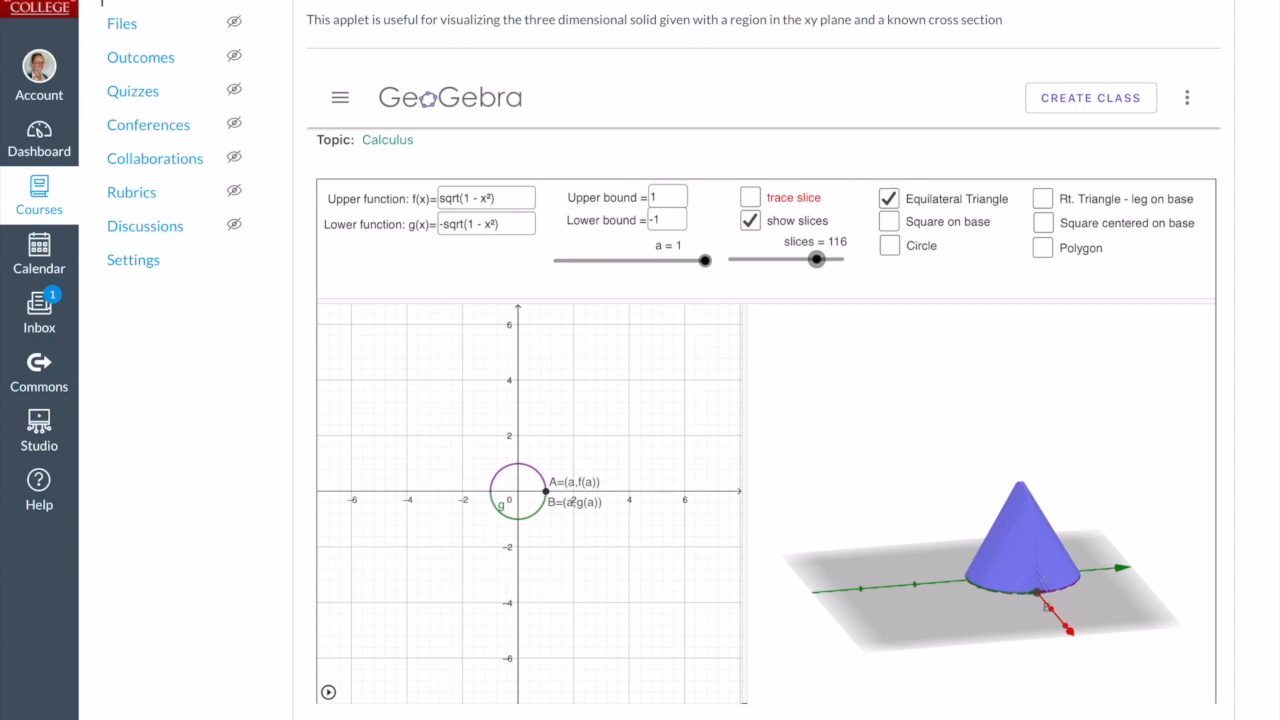 COLLEGE
Account
Dashboard
Courses
Calendar
1
Inbox
Commons
Studio
Help
Files
Outcomes
Quizzes
Conferences
Collaborations
Rubrics
Discussions
Settings
This applet is useful for visualizing the three dimensional solid given with a region in the xy plane and a known cross section
GeoGebra
CREATE CLASS
Topic: Calculus
Upper function: f(x)= sqrt(1 - x²)
Lower function: g(x)= -sqrt(1 - x²)
Upper bound = 1
Lower bound = -1
a = 1
trace slice
show slices
slices = 116
Equilateral Triangle
Square on base
Circle
Rt. Triangle - leg on base
Square centered on base
Polygon
6
4
2
A=(a,f(a))
−6 −4 −2 0 2 4 6
g
B=(a,g(a))
−2
−4
−6
B